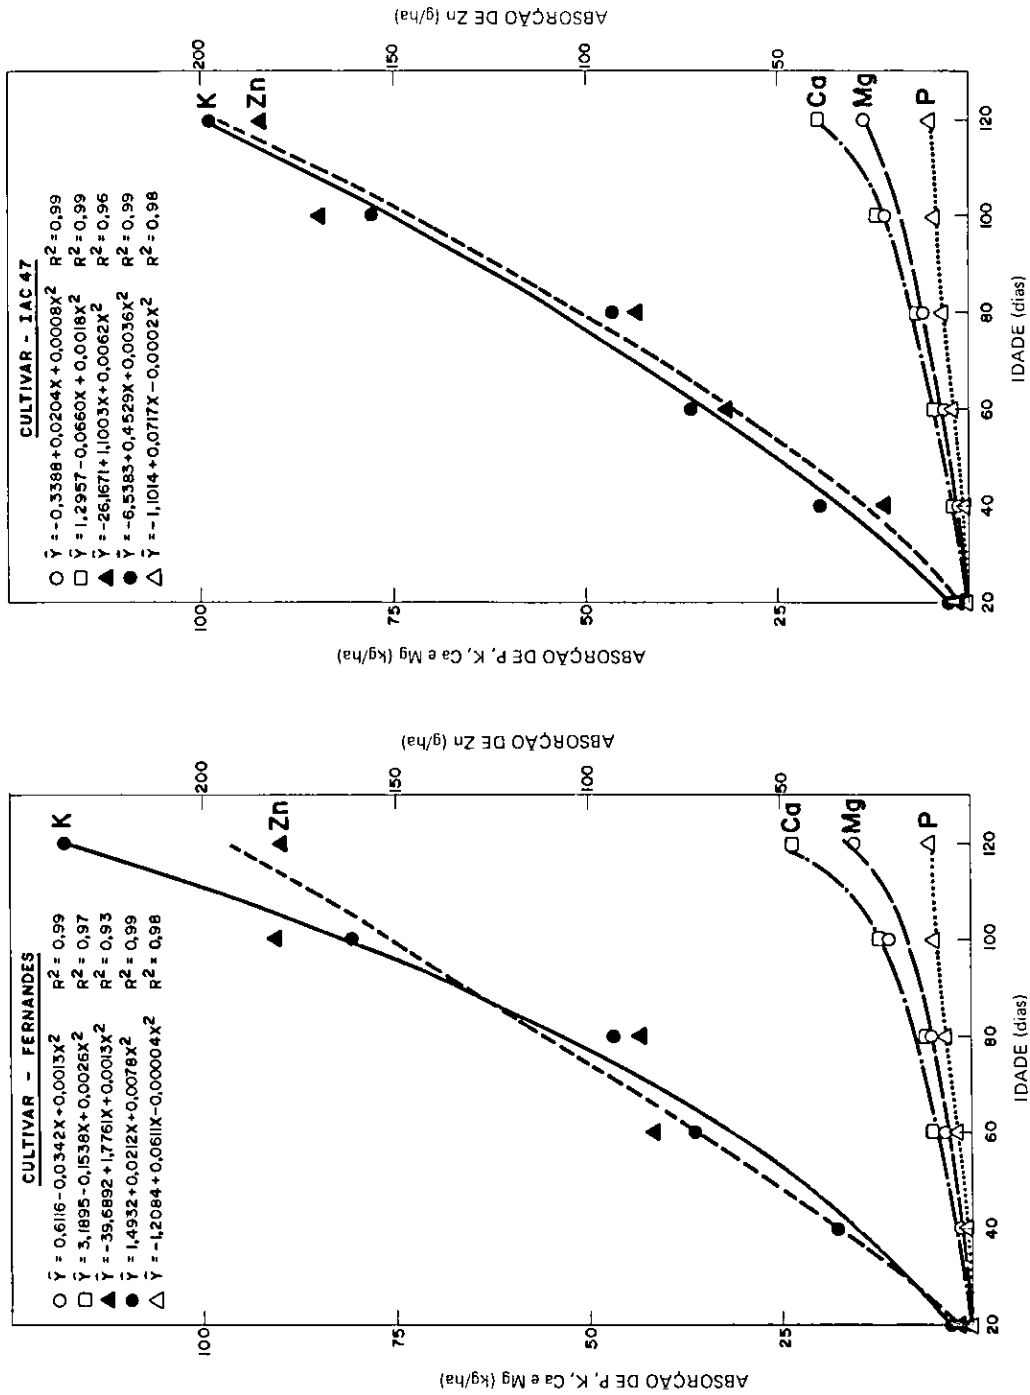 CULTIVAR - FERNANDES
○ Ŷ = 0,6116-0,0342X+0,0013X² R² = 0,99
□ Ŷ = 3,1895-0,1538X+0,0026X² R² = 0,97
▲ Ŷ = -39,6892+1,7761X+0,0013X² R² = 0,93
● Ŷ = 1,4932+0,0212X+0,0078X² R² = 0,99
△ Ŷ = -1,2084+0,0611X-0,00004X² R² = 0,98
ABSORÇÃO DE P, K, Ca e Mg (kg/ha)
100
75
50
25
ABSORÇÃO DE Zn (g/ha)
200
150
100
50
K
Zn
Ca
Mg
P
20 40 60 80 100 120
IDADE (dias)
CULTIVAR - IAC 47
○ Ŷ = -0,3388+0,0204X+0,0008X² R² = 0,99
□ Ŷ = 1,2957-0,0660X+0,0018X² R² = 0,99
▲ Ŷ = -26,1671+1,1003X+0,0062X² R² = 0,96
● Ŷ = -6,5383+0,4529X+0,0036X² R² = 0,99
△ Ŷ = -1,1014+0,0717X-0,0002X² R² = 0,98
ABSORÇÃO DE P, K, Ca e Mg (kg/ha)
100
75
50
25
ABSORÇÃO DE Zn (g/ha)
200
150
100
50
K
Zn
Ca
Mg
P
20 40 60 80 100 120
IDADE (dias)